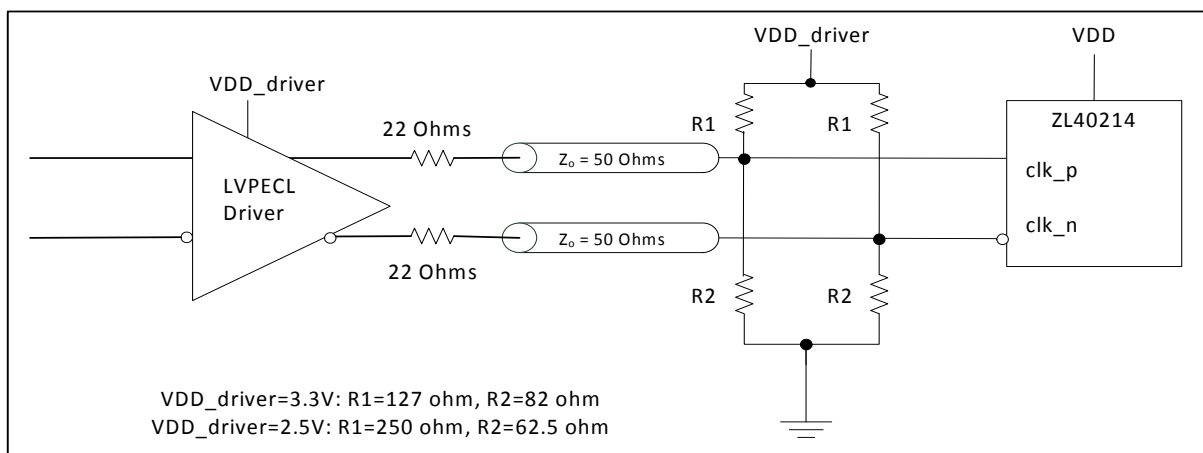 VDD_driver
VDD
VDD_driver
22 Ohms
R1
R1
ZL40214
Zo = 50 Ohms
clk_p
LVPECL
Driver
clk_n
Zo = 50 Ohms
22 Ohms
R2
R2
VDD_driver=3.3V: R1=127 ohm, R2=82 ohm
VDD_driver=2.5V: R1=250 ohm, R2=62.5 ohm